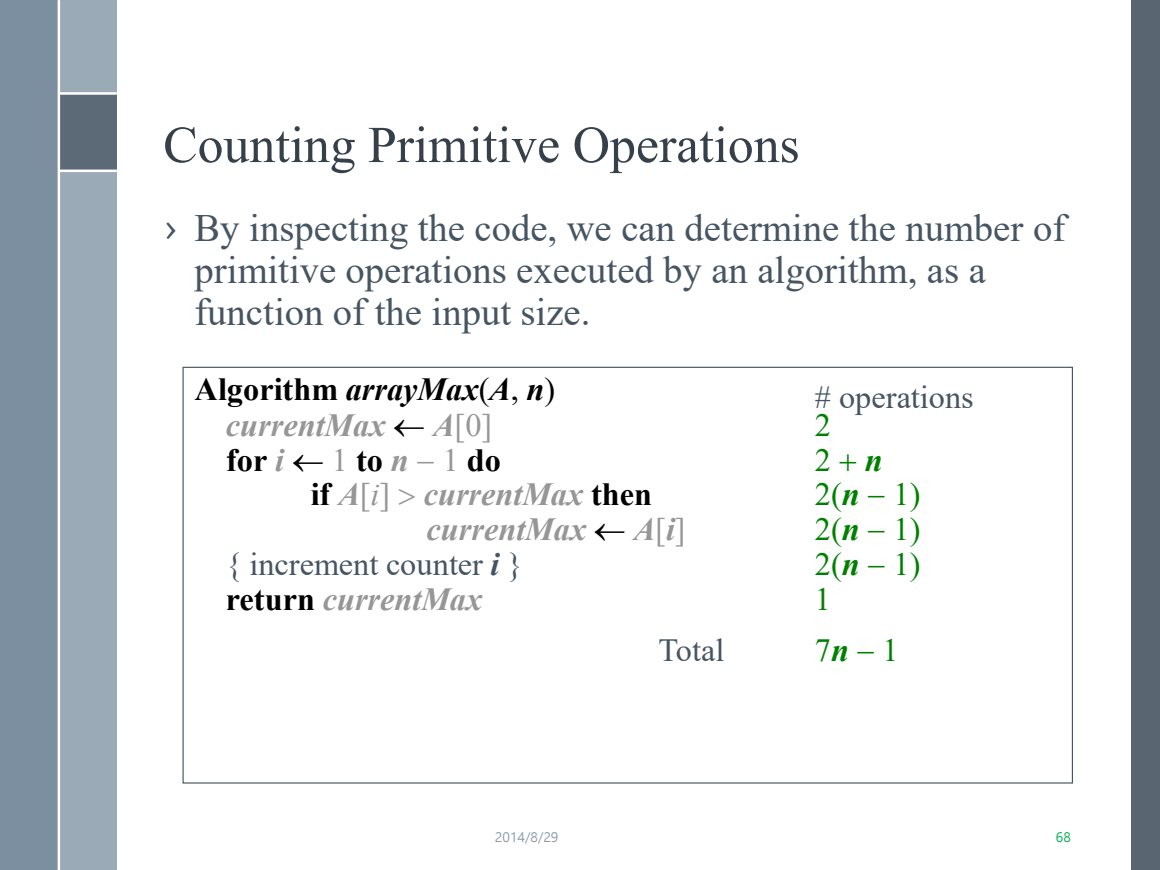 Counting Primitive Operations
› By inspecting the code, we can determine the number of
primitive operations executed by an algorithm, as a
function of the input size.
Algorithm arrayMax(A, n) # operations
currentMax ← A[0] 2
for i ← 1 to n − 1 do 2 + n
if A[i] > currentMax then 2(n − 1)
currentMax ← A[i] 2(n − 1)
{ increment counter i } 2(n − 1)
return currentMax 1
Total 7n − 1
2014/8/29 68